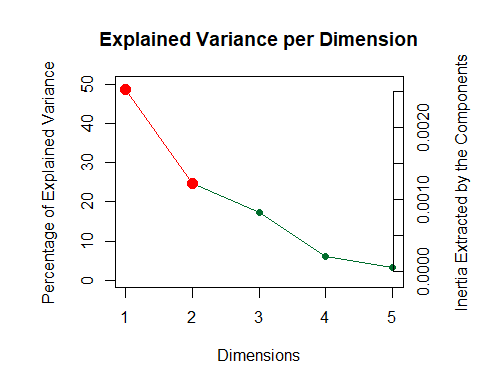 Explained Variance per Dimension
Percentage of Explained Variance
50
40
30
20
10
0
1 2 3 4 5
Dimensions
0.0020
0.0010
0.0000
Inertia Extracted by the Components